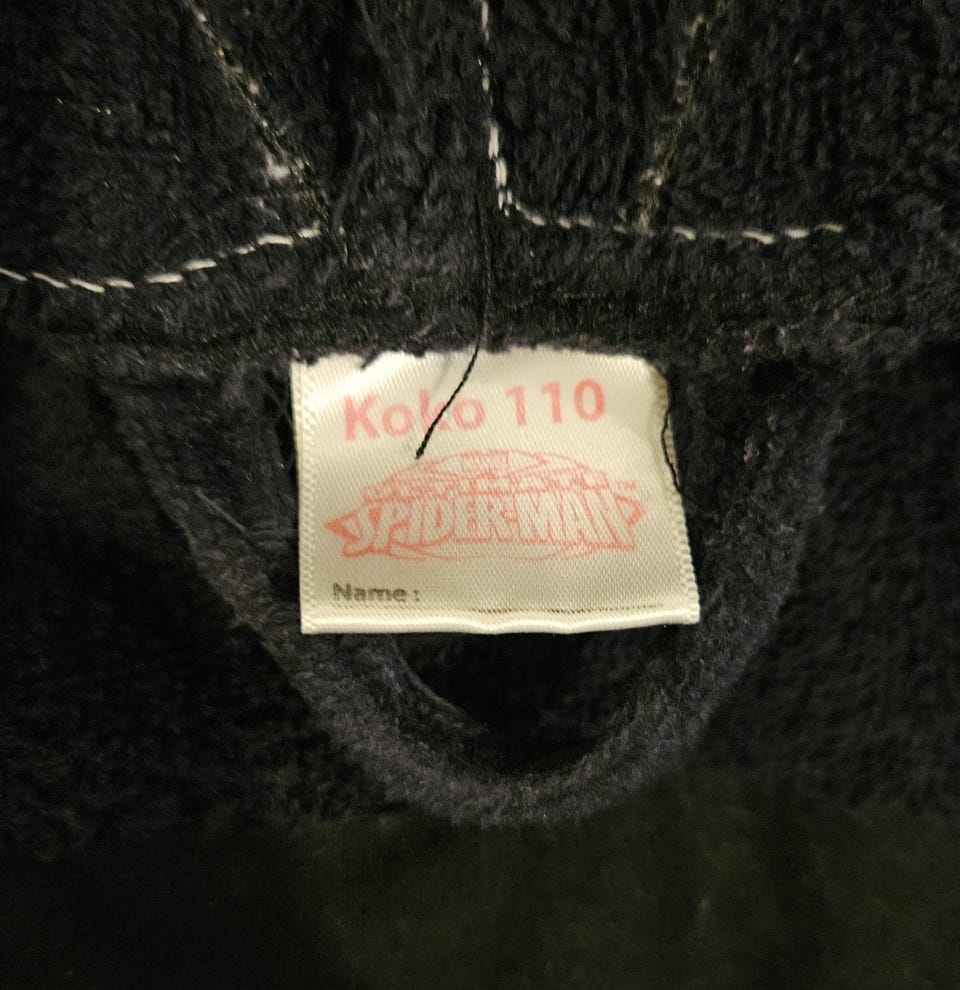 Koko 110
SPIDER-MAN
Name :